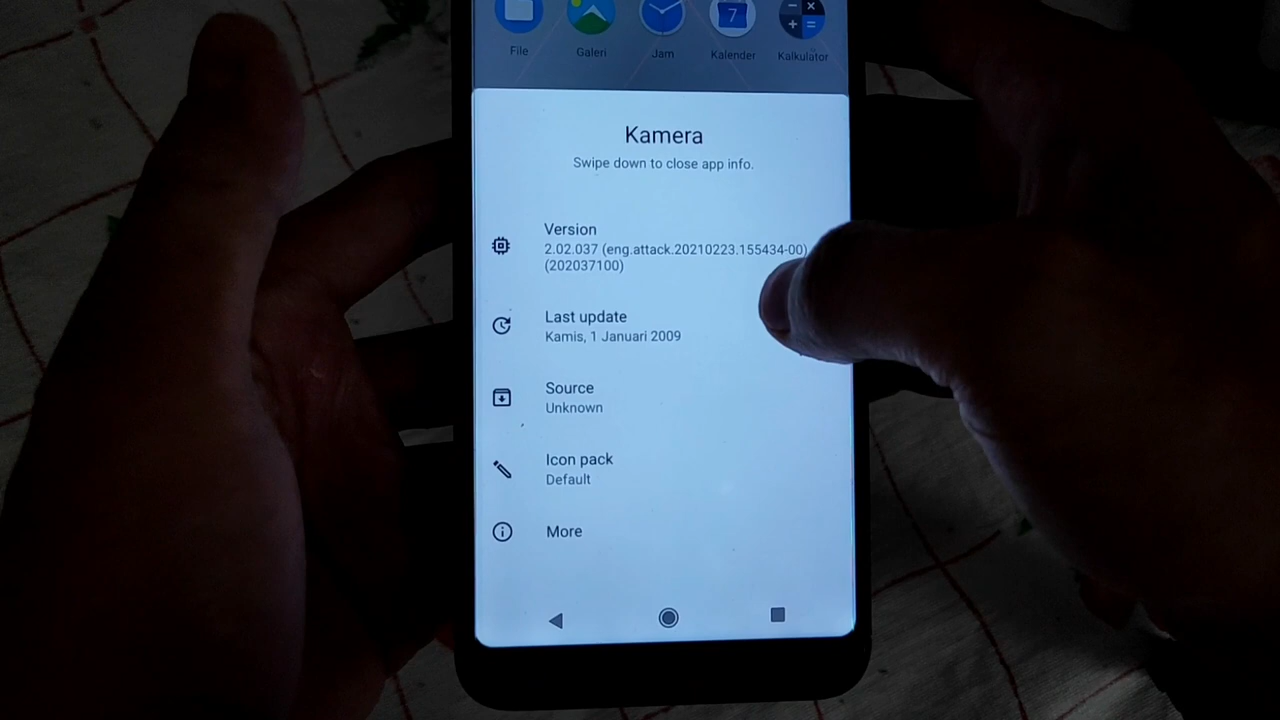 File
Galeri
Jam
7
Kalender
Kalkulator
Kamera
Swipe down to close app info.
Version
2.02.037 (eng.attack.20210223.155434-00)
(202037100)
Last update
Kamis, 1 Januari 2009
Source
Unknown
Icon pack
Default
More